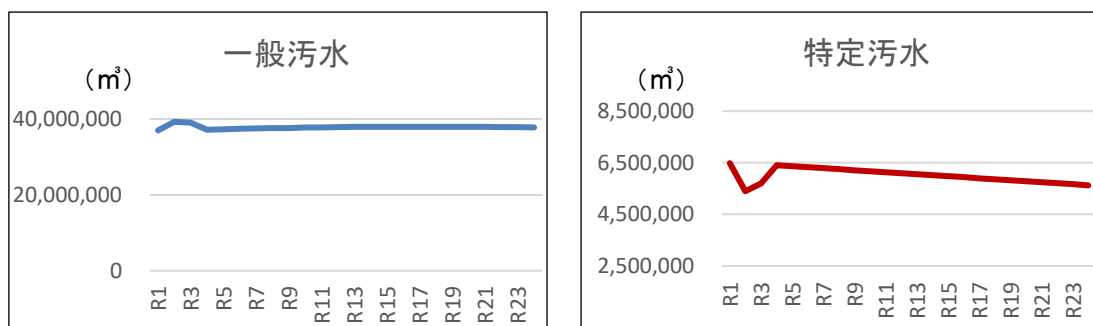 一般汚水
（㎥）
40,000,000
20,000,000
0
R1
R3
R5
R7
R9
R11
R13
R15
R17
R19
R21
R23
特定汚水
（㎥）
8,500,000
6,500,000
4,500,000
2,500,000
R1
R3
R5
R7
R9
R11
R13
R15
R17
R19
R21
R23